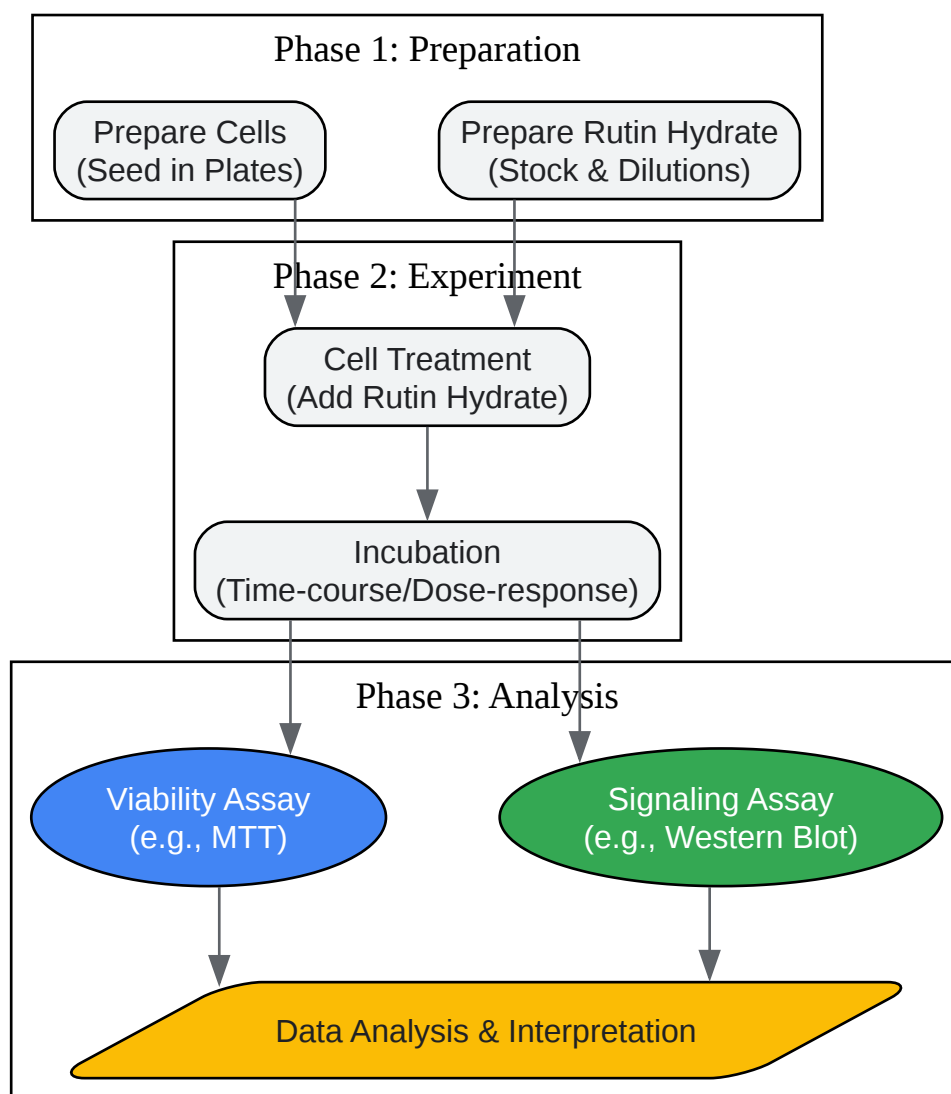 Phase 1: Preparation
Prepare Cells
(Seed in Plates)
Prepare Rutin Hydrate
(Stock & Dilutions)
Phase 2: Experiment
Cell Treatment
(Add Rutin Hydrate)
Incubation
(Time-course/Dose-response)
Phase 3: Analysis
Viability Assay
(e.g., MTT)
Signaling Assay
(e.g., Western Blot)
Data Analysis & Interpretation